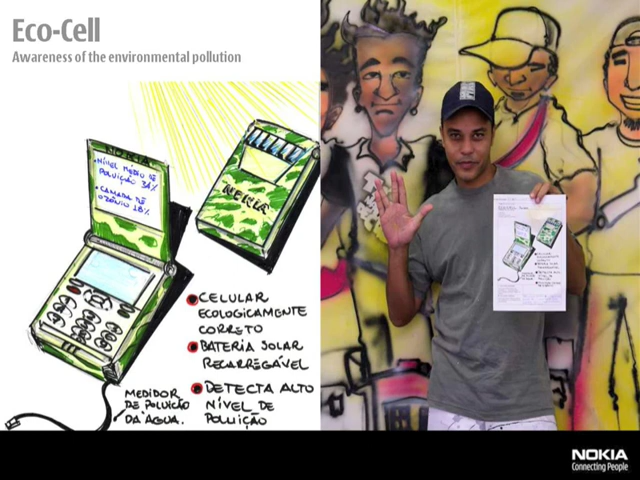 Eco-Cell
Awareness of the environmental pollution
NOKIA
• NÍVEL MÉDIO DE
POLUIÇÃO 34%
• CAMADA DE
OZÔNIO 18%
NOKIA
CELULAR
ECOLOGICAMENTE
CORRETO
BATERIA SOLAR
RECARREGÁVEL
DETECTA ALTO
NÍVEL DE
POLUIÇÃO
MEDIDOR
DE POLUIÇÃO
DA ÁGUA.
NOKIA
Connecting People